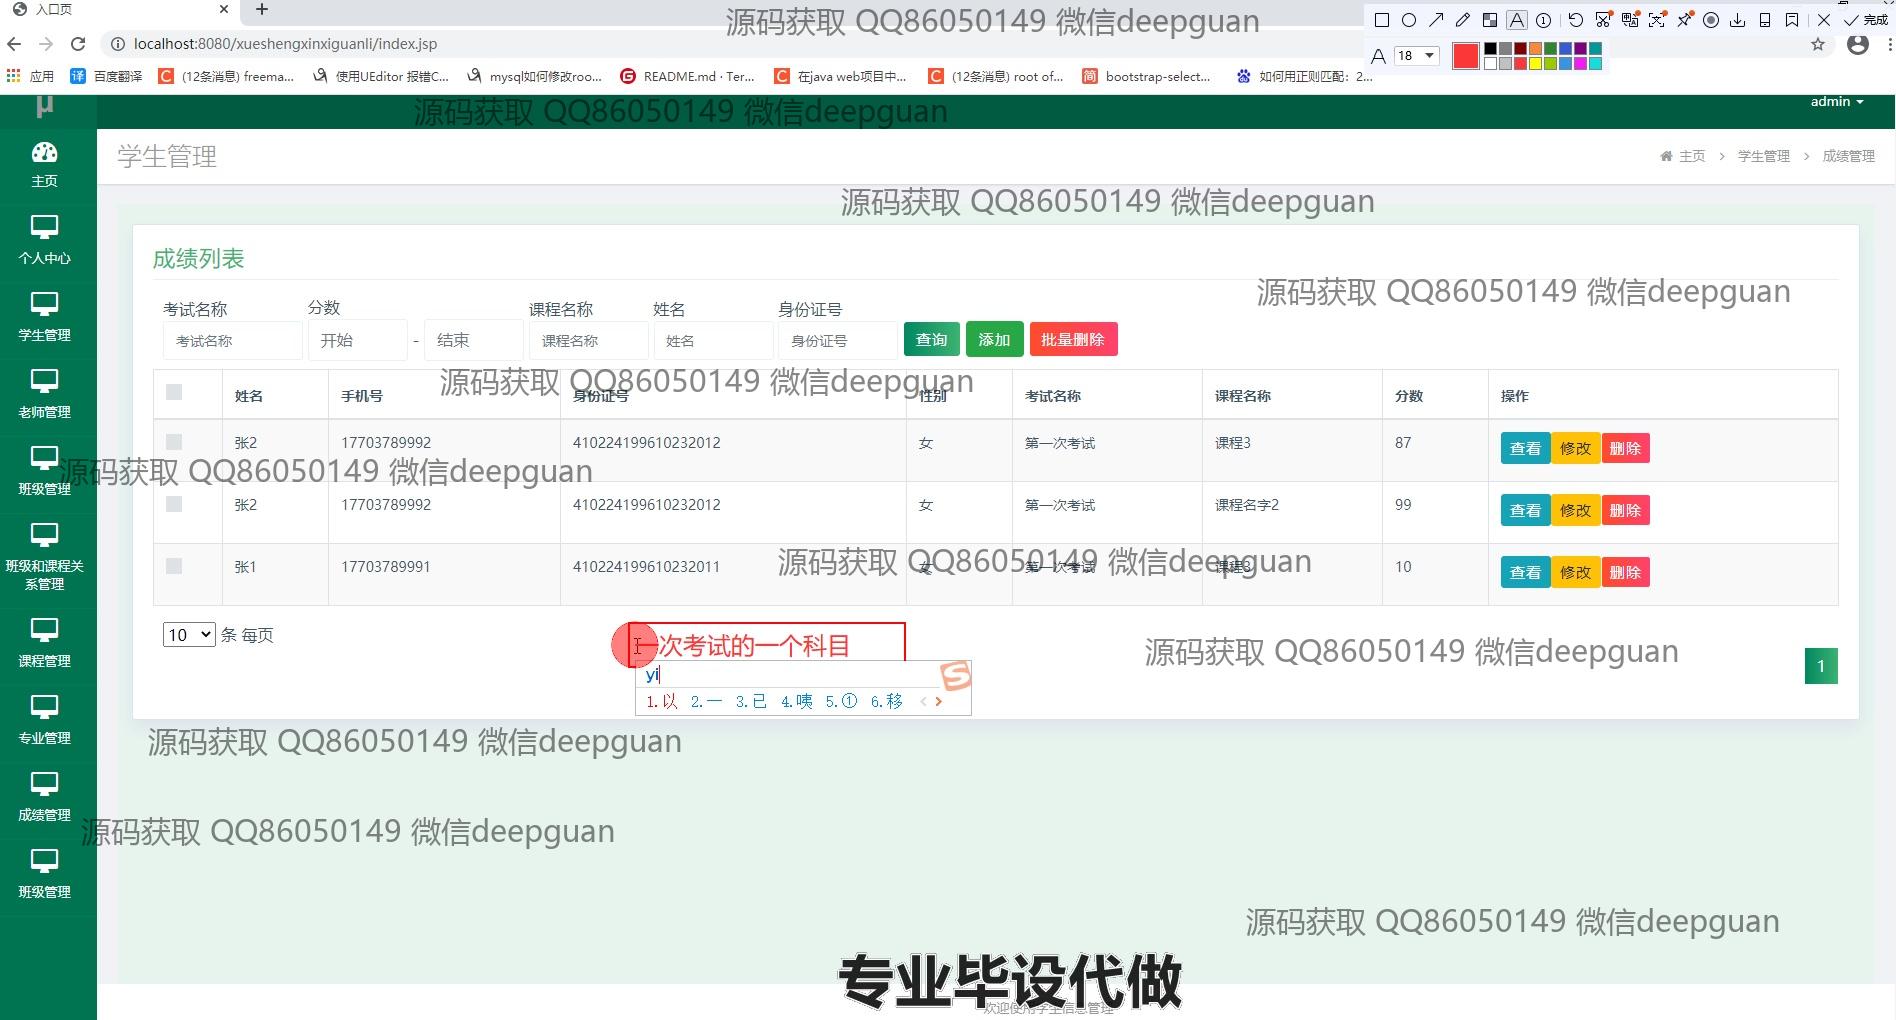 入口页
源码获取 QQ86050149 微信deepguan
完成
localhost:8080/xueshengxinxiguanli/index.jsp
18
应用
百度翻译
(12条消息) freema...
使用UEditor 报错C...
mysql如何修改roo...
README.md · Ter...
在java web项目中...
(12条消息) root of...
bootstrap-select...
如何用正则匹配：2...
源码获取 QQ86050149 微信deepguan
admin
学生管理
主页 > 学生管理 > 成绩管理
主页
源码获取 QQ86050149 微信deepguan
个人中心
成绩列表
源码获取 QQ86050149 微信deepguan
考试名称 分数 课程名称 姓名 身份证号
学生管理
考试名称 开始 - 结束 课程名称 姓名 身份证号 查询 添加 批量删除
源码获取 QQ86050149 微信deepguan
姓名 手机号 身份证号 性别 考试名称 课程名称 分数 操作
老师管理
张2 17703789992 410224199610232012 女 第一次考试 课程3 87 查看 修改 删除
源码获取 QQ86050149 微信deepguan
班级管理
张2 17703789992 410224199610232012 女 第一次考试 课程名字2 99 查看 修改 删除
源码获取 QQ86050149 微信deepguan
张1 17703789991 410224199610232011 女 第一次考试 课程3 10 查看 修改 删除
班级和课程关
系管理
10 条 每页
一次考试的一个科目
源码获取 QQ86050149 微信deepguan
1
课程管理
yi
1.以 2.一 3.已 4.咦 5.① 6.移
专业管理
源码获取 QQ86050149 微信deepguan
成绩管理
源码获取 QQ86050149 微信deepguan
班级管理
源码获取 QQ86050149 微信deepguan
专业毕设代做
欢迎使用学生信息管理